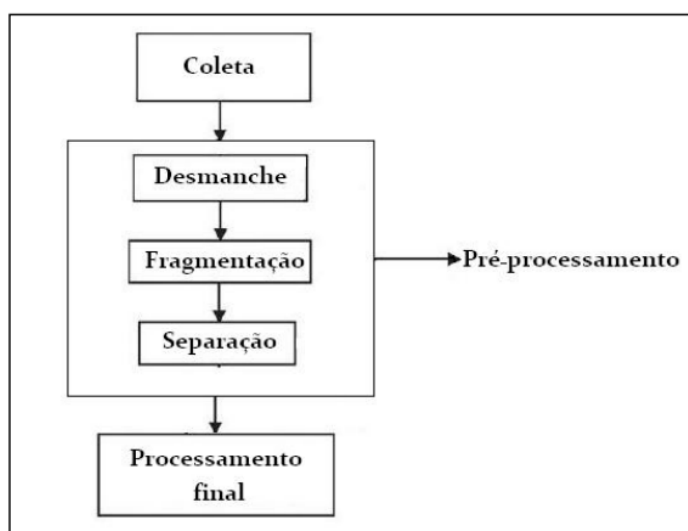 Coleta
Desmanche
Fragmentação
Pré-processamento
Separação
Processamento
final